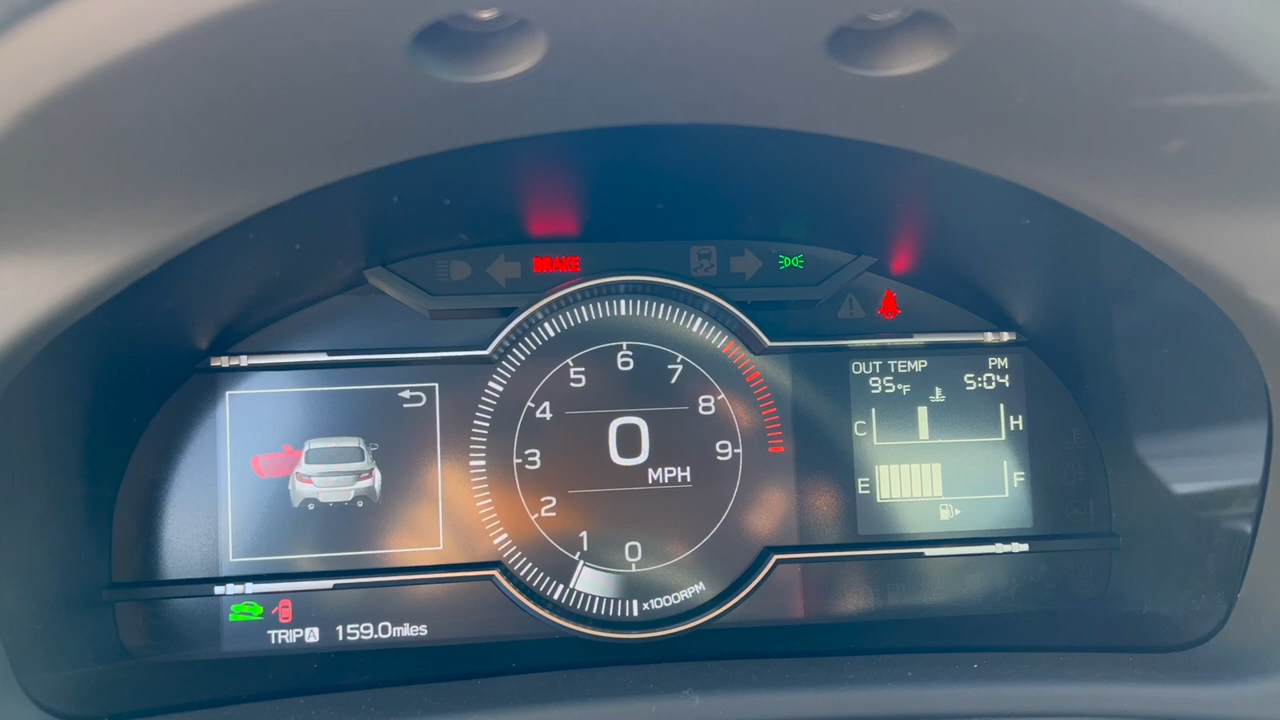 BRAKE
OUT TEMP PM
95°F 5:04
C H
E F
0 1 2 3 4 5 6 7 8 9
0
MPH
x1000RPM
TRIP A 159.0miles